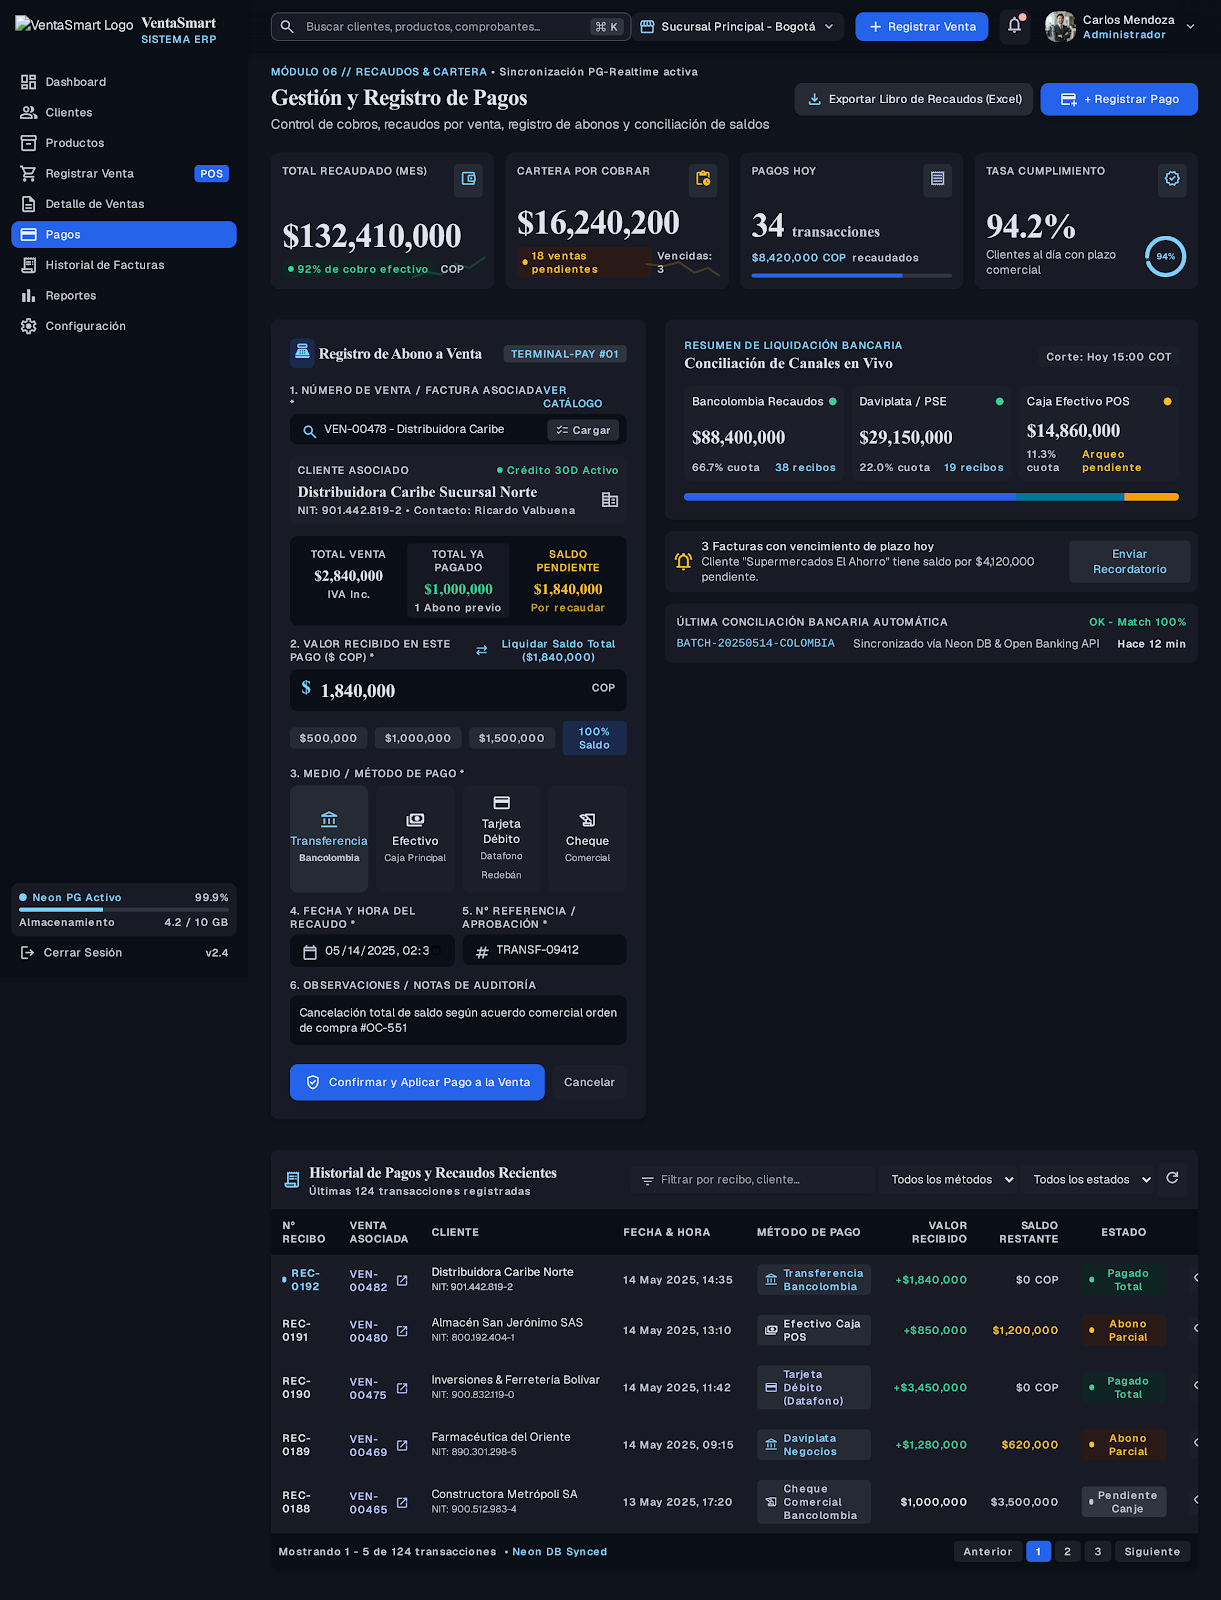 VentaSmart Logo
VentaSmart
SISTEMA ERP
Buscar clientes, productos, comprobantes...
⌘ K
Sucursal Principal - Bogotá
Registrar Venta
Carlos Mendoza
Administrador
Dashboard
Clientes
Productos
Registrar Venta
POS
Detalle de Ventas
Pagos
Historial de Facturas
Reportes
Configuración
Neon PG Activo
99.9%
Almacenamiento
4.2 / 10 GB
Cerrar Sesión
v2.4
MÓDULO 06 // RECAUDOS & CARTERA • Sincronización PG-Realtime activa
Gestión y Registro de Pagos
Control de cobros, recaudos por venta, registro de abonos y conciliación de saldos
Exportar Libro de Recaudos (Excel)
+ Registrar Pago
TOTAL RECAUDADO (MES)
$132,410,000
92% de cobro efectivo
COP
CARTERA POR COBRAR
$16,240,200
18 ventas
pendientes
Vencidas:
3
PAGOS HOY
34 transacciones
$8,420,000 COP recaudados
TASA CUMPLIMIENTO
94.2%
Clientes al día con plazo
comercial
94%
Registro de Abono a Venta
TERMINAL-PAY #01
1. NÚMERO DE VENTA / FACTURA ASOCIADA
*
VER
CATÁLOGO
VEN-00478 - Distribuidora Caribe
Cargar
CLIENTE ASOCIADO
Crédito 30D Activo
Distribuidora Caribe Sucursal Norte
NIT: 901.442.819-2 • Contacto: Ricardo Valbuena
TOTAL VENTA
$2,840,000
IVA Inc.
TOTAL YA
PAGADO
$1,000,000
1 Abono previo
SALDO
PENDIENTE
$1,840,000
Por recaudar
2. VALOR RECIBIDO EN ESTE
PAGO ($ COP) *
Liquidar Saldo Total
($1,840,000)
$ 1,840,000
COP
$500,000
$1,000,000
$1,500,000
100%
Saldo
3. MEDIO / MÉTODO DE PAGO *
Transferencia
Bancolombia
Efectivo
Caja Principal
Tarjeta
Débito
Datafono
Redebán
Cheque
Comercial
4. FECHA Y HORA DEL
RECAUDO *
05/14/2025, 02:3
5. Nº REFERENCIA /
APROBACIÓN *
# TRANSF-09412
6. OBSERVACIONES / NOTAS DE AUDITORÍA
Cancelación total de saldo según acuerdo comercial orden
de compra #OC-551
Confirmar y Aplicar Pago a la Venta
Cancelar
RESUMEN DE LIQUIDACIÓN BANCARIA
Conciliación de Canales en Vivo
Corte: Hoy 15:00 COT
Bancolombia Recaudos
$88,400,000
66.7% cuota
38 recibos
Daviplata / PSE
$29,150,000
22.0% cuota
19 recibos
Caja Efectivo POS
$14,860,000
11.3%
cuota
Arqueo
pendiente
3 Facturas con vencimiento de plazo hoy
Cliente "Supermercados El Ahorro" tiene saldo por $4,120,000
pendiente.
Enviar
Recordatorio
ÚLTIMA CONCILIACIÓN BANCARIA AUTOMÁTICA
OK - Match 100%
BATCH-20250514-COLOMBIA
Sincronizado vía Neon DB & Open Banking API
Hace 12 min
Historial de Pagos y Recaudos Recientes
Últimas 124 transacciones registradas
Filtrar por recibo, cliente...
Todos los métodos
Todos los estados
Nº
RECIBO
VENTA
ASOCIADA
CLIENTE
FECHA & HORA
MÉTODO DE PAGO
VALOR
RECIBIDO
SALDO
RESTANTE
ESTADO
REC-
0192
VEN-
00482
Distribuidora Caribe Norte
NIT: 901.442.819-2
14 May 2025, 14:35
Transferencia
Bancolombia
+$1,840,000
$0 COP
Pagado
Total
REC-
0191
VEN-
00480
Almacén San Jerónimo SAS
NIT: 800.192.404-1
14 May 2025, 13:10
Efectivo Caja
POS
+$850,000
$1,200,000
Abono
Parcial
REC-
0190
VEN-
00475
Inversiones & Ferretería Bolívar
NIT: 900.832.119-0
14 May 2025, 11:42
Tarjeta
Débito
(Datafono)
+$3,450,000
$0 COP
Pagado
Total
REC-
0189
VEN-
00469
Farmacéutica del Oriente
NIT: 890.301.298-5
14 May 2025, 09:15
Daviplata
Negocios
+$1,280,000
$620,000
Abono
Parcial
REC-
0188
VEN-
00465
Constructora Metrópoli SA
NIT: 900.512.983-4
13 May 2025, 17:20
Cheque
Comercial
Bancolombia
$1,000,000
$3,500,000
Pendiente
Canje
Mostrando 1 - 5 de 124 transacciones • Neon DB Synced
Anterior
1
2
3
Siguiente